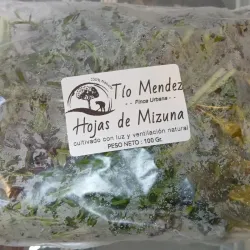 Tío Mendez
- - Finca Urbana - -
Hojas de Mizuna
cultivado con luz y ventilación natural
PESO NETO : 100 Gr.